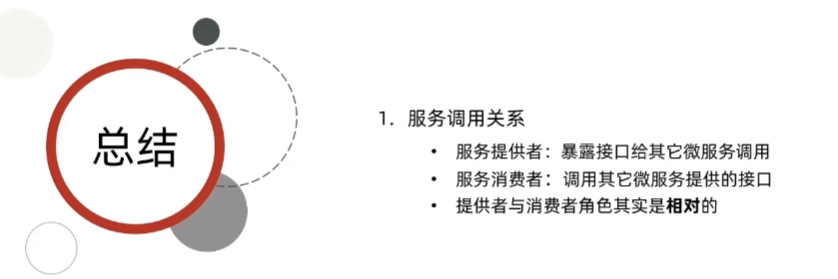 总结
1. 服务调用关系
• 服务提供者：暴露接口给其它微服务调用
• 服务消费者：调用其它微服务提供的接口
• 提供者与消费者角色其实是相对的